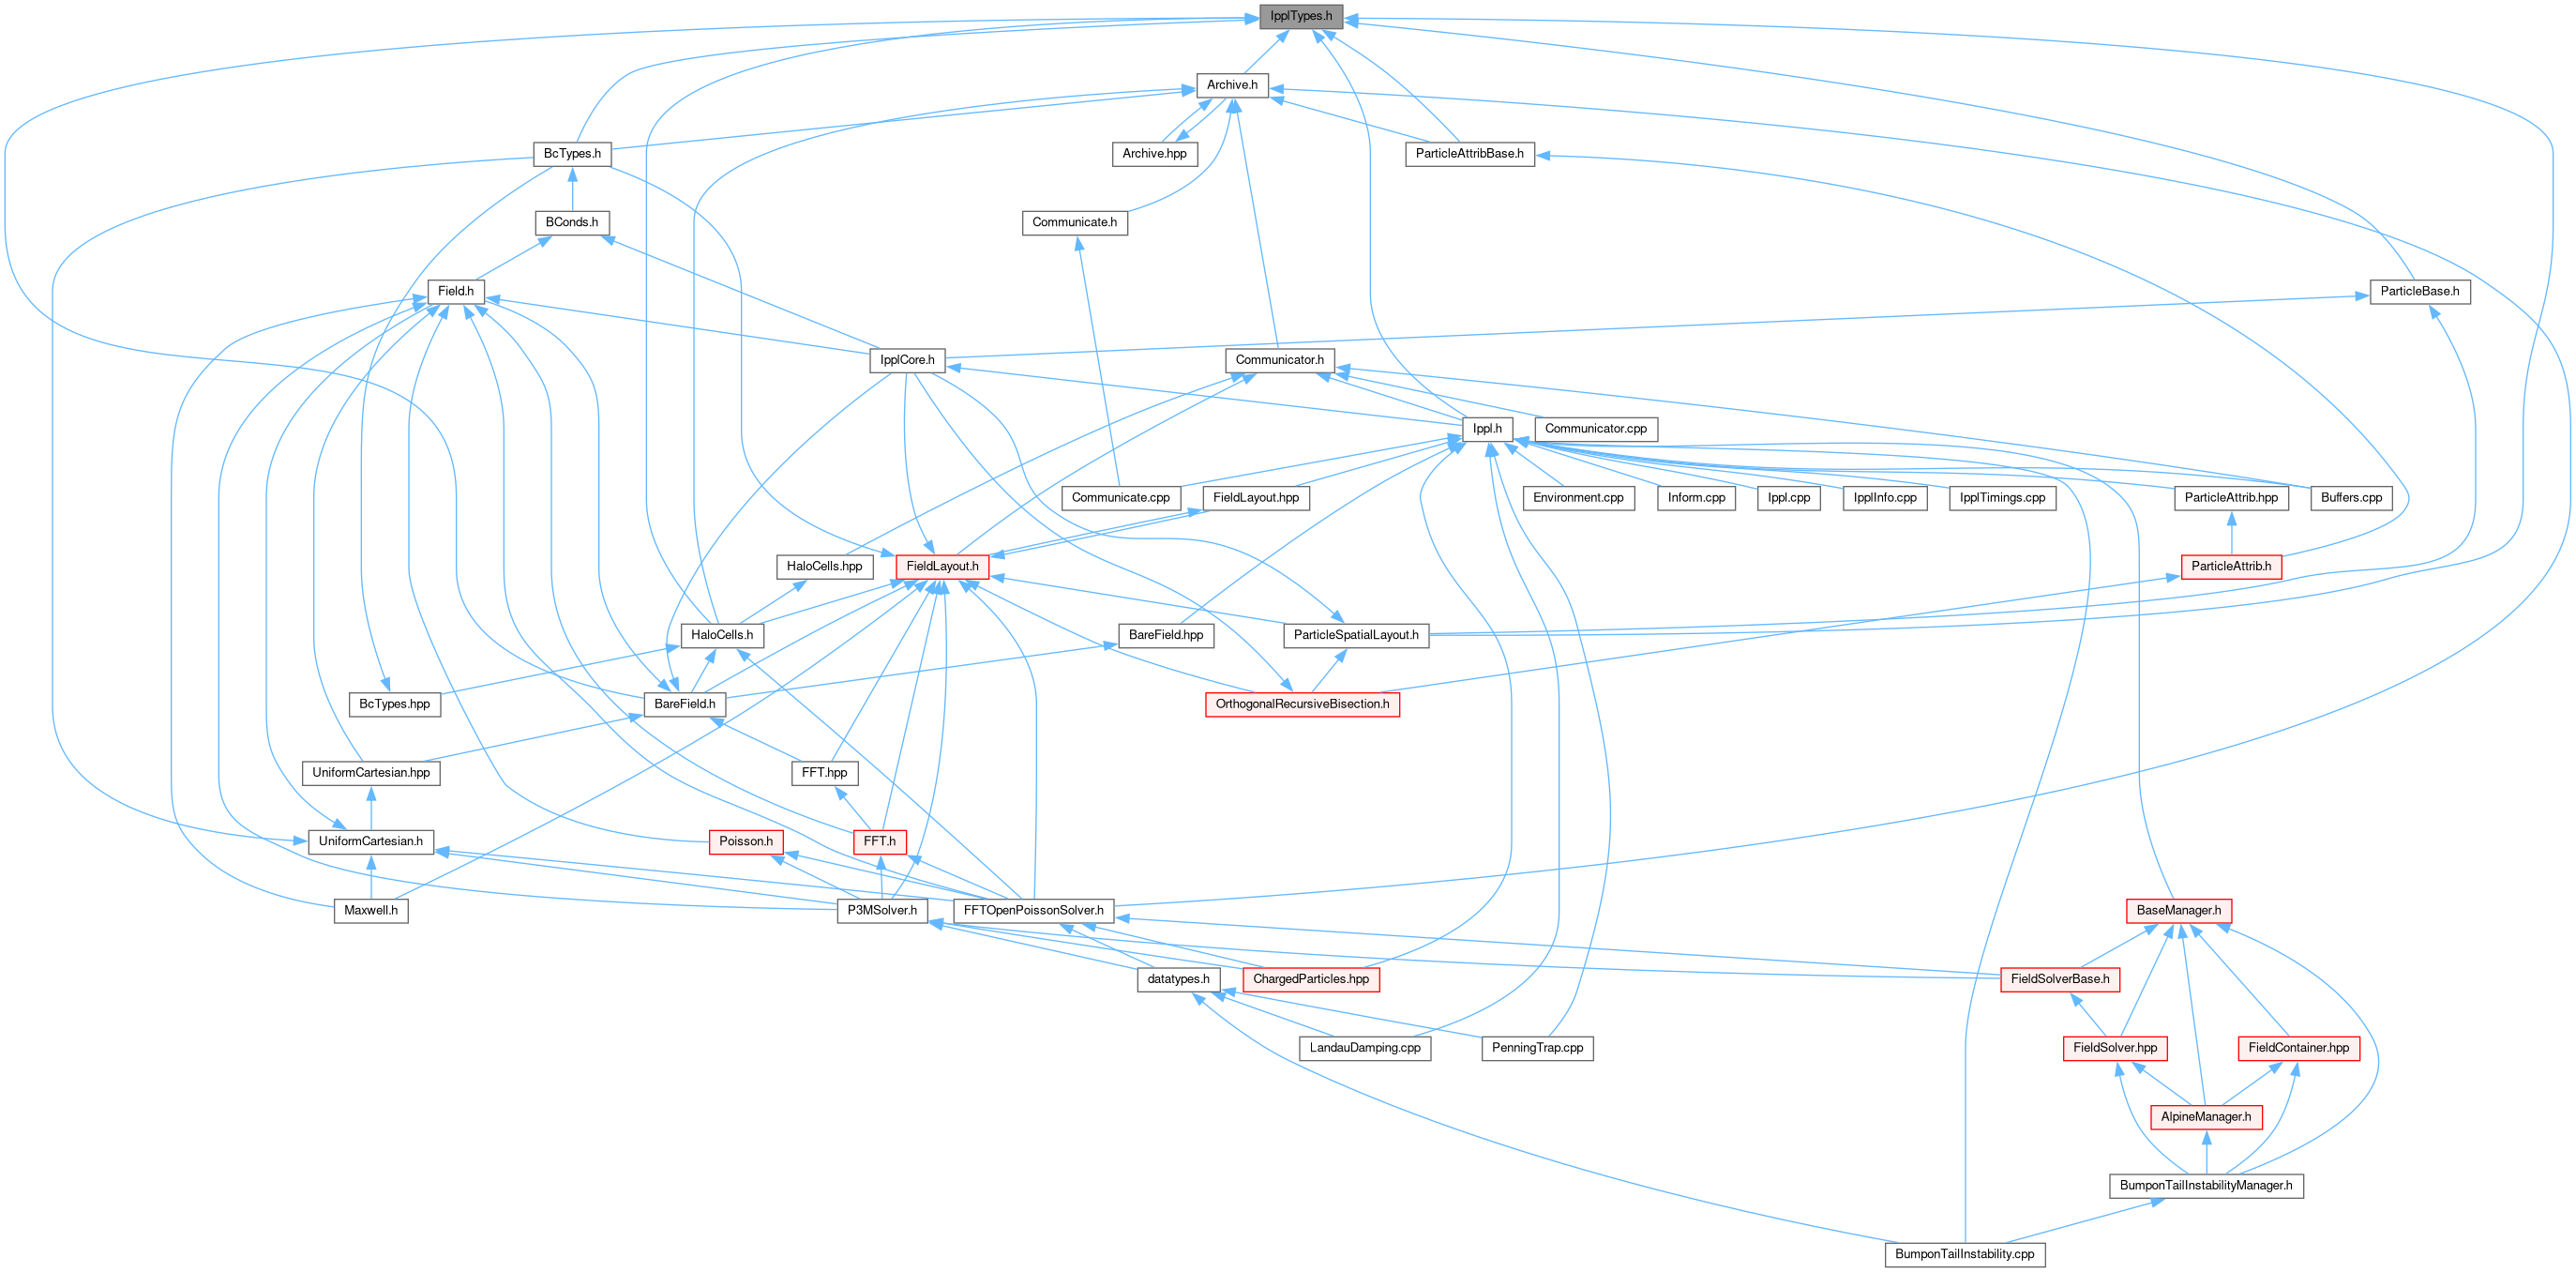 IpplTypes.h
Archive.h
BcTypes.h
Archive.hpp
ParticleAttribBase.h
BConds.h
Communicate.h
Field.h
ParticleBase.h
IpplCore.h
Communicator.h
Ippl.h
Communicator.cpp
Communicate.cpp
FieldLayout.hpp
Environment.cpp
Inform.cpp
Ippl.cpp
IpplInfo.cpp
IpplTimings.cpp
ParticleAttrib.hpp
Buffers.cpp
HaloCells.hpp
FieldLayout.h
ParticleAttrib.h
HaloCells.h
BareField.hpp
ParticleSpatialLayout.h
BcTypes.hpp
BareField.h
OrthogonalRecursiveBisection.h
UniformCartesian.hpp
FFT.hpp
UniformCartesian.h
Poisson.h
FFT.h
Maxwell.h
P3MSolver.h
FFTOpenPoissonSolver.h
BaseManager.h
datatypes.h
ChargedParticles.hpp
FieldSolverBase.h
LandauDamping.cpp
PenningTrap.cpp
FieldSolver.hpp
FieldContainer.hpp
AlpineManager.h
BumponTailInstabilityManager.h
BumponTailInstability.cpp